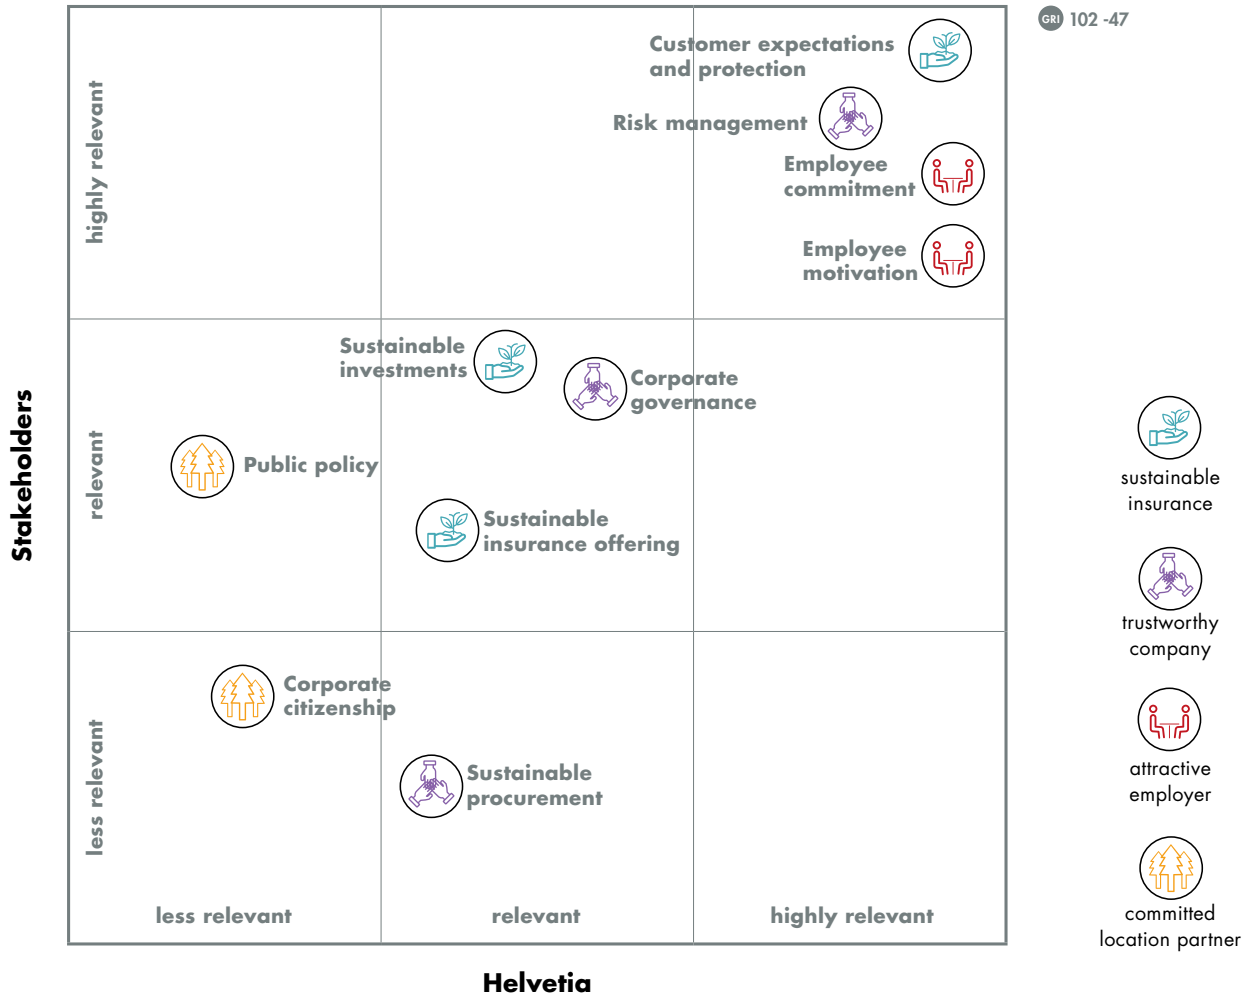 GRI 102 -47
Customer expectations
and protection
Risk management
Employee
commitment
Employee
motivation
highly relevant
Sustainable
investments
Corporate
governance
Public policy
Sustainable
insurance offering
relevant
Stakeholders
Corporate
citizenship
Sustainable
procurement
less relevant
less relevant
relevant
highly relevant
Helvetia
sustainable
insurance
trustworthy
company
attractive
employer
committed
location partner